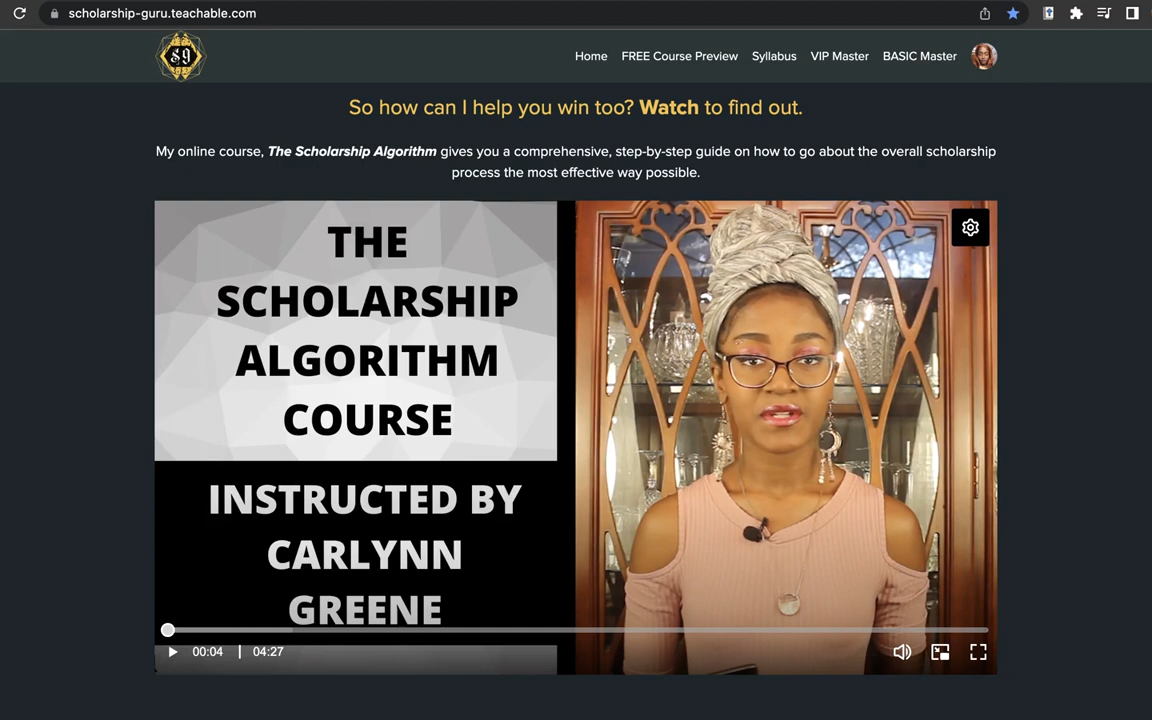 scholarship-guru.teachable.com
SG
Home FREE Course Preview Syllabus VIP Master BASIC Master
So how can I help you win too? Watch to find out.
My online course, The Scholarship Algorithm gives you a comprehensive, step-by-step guide on how to go about the overall scholarship
process the most effective way possible.
THE
SCHOLARSHIP
ALGORITHM
COURSE
INSTRUCTED BY
CARLYNN
GREENE
00:04 | 04:27